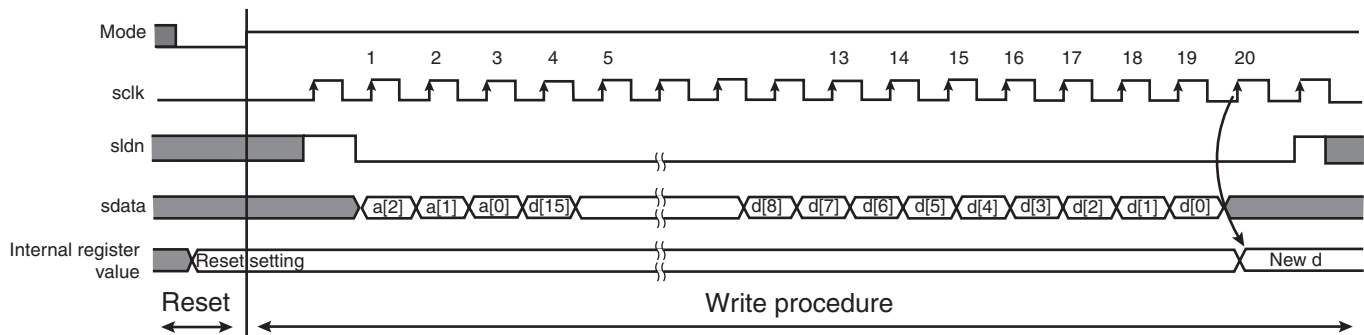 Mode
1 2 3 4 5 13 14 15 16 17 18 19 20
sclk
sldn
sdata
a[2] a[1] a[0] d[15] d[8] d[7] d[6] d[5] d[4] d[3] d[2] d[1] d[0]
Internal register
value
Reset setting
New d
Reset
Write procedure